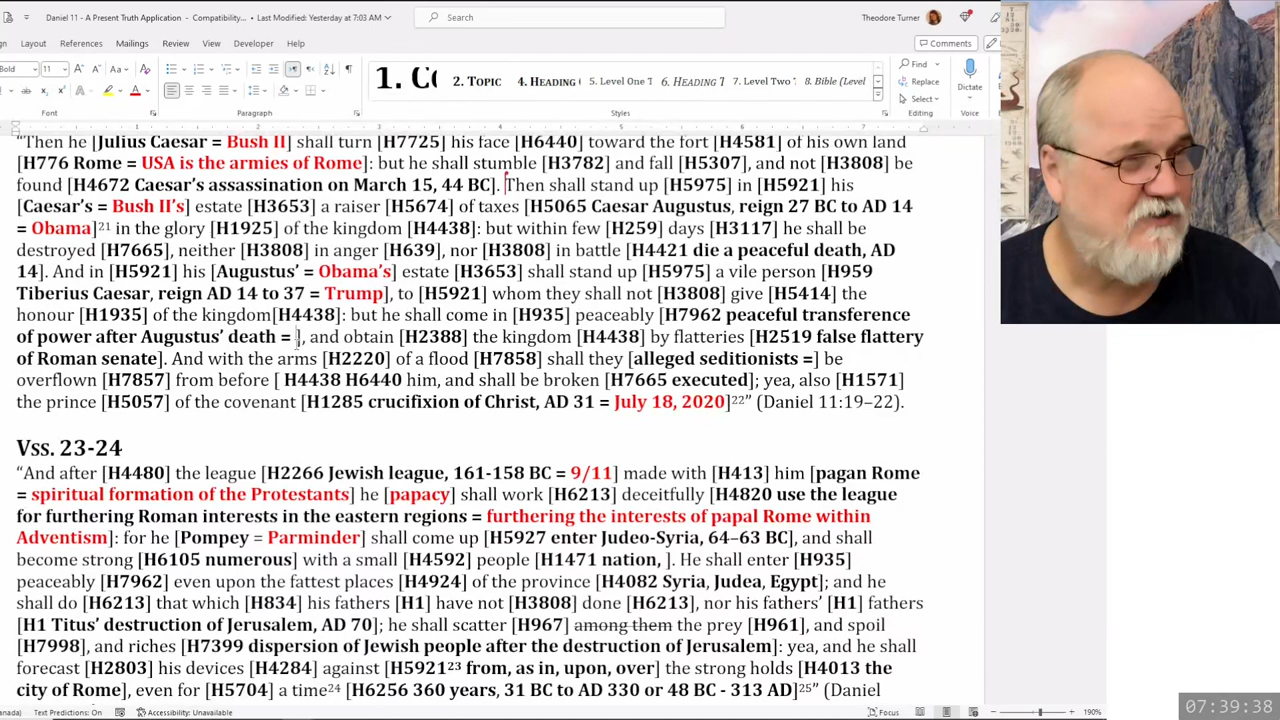 Daniel 11 - A Present Truth Application - Compatibility... • Last Modified: Yesterday at 7:03 AM
Search
Theodore Turner
Layout References Mailings Review View Developer Help
Comments
Bold 11 Aa
1. Co 2. Topic 4. Heading 5. Level One T 6. Heading T 7. Level Two 8. Bible (Level
Find
Replace
Select
Dictate
Paragraph Styles Editing Voice
"Then he [Julius Caesar = Bush II] shall turn [H7725] his face [H6440] toward the fort [H4581] of his own land
[H776 Rome = USA is the armies of Rome]: but he shall stumble [H3782] and fall [H5307], and not [H3808] be
found [H4672 Caesar's assassination on March 15, 44 BC]. Then shall stand up [H5975] in [H5921] his
[Caesar's = Bush II's] estate [H3653] a raiser [H5674] of taxes [H5065 Caesar Augustus, reign 27 BC to AD 14
= Obama]21 in the glory [H1925] of the kingdom [H4438]: but within few [H259] days [H3117] he shall be
destroyed [H7665], neither [H3808] in anger [H639], nor [H3808] in battle [H4421 die a peaceful death, AD
14]. And in [H5921] his [Augustus' = Obama's] estate [H3653] shall stand up [H5975] a vile person [H959
Tiberius Caesar, reign AD 14 to 37 = Trump], to [H5921] whom they shall not [H3808] give [H5414] the
honour [H1935] of the kingdom[H4438]: but he shall come in [H935] peaceably [H7962 peaceful transference
of power after Augustus' death = ], and obtain [H2388] the kingdom [H4438] by flatteries [H2519 false flattery
of Roman senate]. And with the arms [H2220] of a flood [H7858] shall they [alleged seditionists =] be
overflown [H7857] from before [ H4438 H6440 him, and shall be broken [H7665 executed]; yea, also [H1571]
the prince [H5057] of the covenant [H1285 crucifixion of Christ, AD 31 = July 18, 2020]22" (Daniel 11:19–22).
Vss. 23-24
"And after [H4480] the league [H2266 Jewish league, 161-158 BC = 9/11] made with [H413] him [pagan Rome
= spiritual formation of the Protestants] he [papacy] shall work [H6213] deceitfully [H4820 use the league
for furthering Roman interests in the eastern regions = furthering the interests of papal Rome within
Adventism]: for he [Pompey = Parminder] shall come up [H5927 enter Judeo-Syria, 64–63 BC], and shall
become strong [H6105 numerous] with a small [H4592] people [H1471 nation, ]. He shall enter [H935]
peaceably [H7962] even upon the fattest places [H4924] of the province [H4082 Syria, Judea, Egypt]; and he
shall do [H6213] that which [H834] his fathers [H1] have not [H3808] done [H6213], nor his fathers' [H1] fathers
[H1 Titus' destruction of Jerusalem, AD 70]; he shall scatter [H967] among them the prey [H961], and spoil
[H7998], and riches [H7399 dispersion of Jewish people after the destruction of Jerusalem]: yea, and he shall
forecast [H2803] his devices [H4284] against [H592123 from, as in, upon, over] the strong holds [H4013 the
city of Rome], even for [H5704] a time24 [H6256 360 years, 31 BC to AD 330 or 48 BC - 313 AD]25" (Daniel
anada) Text Predictions: On Accessibility: Unavailable Focus 190%
07:39:38